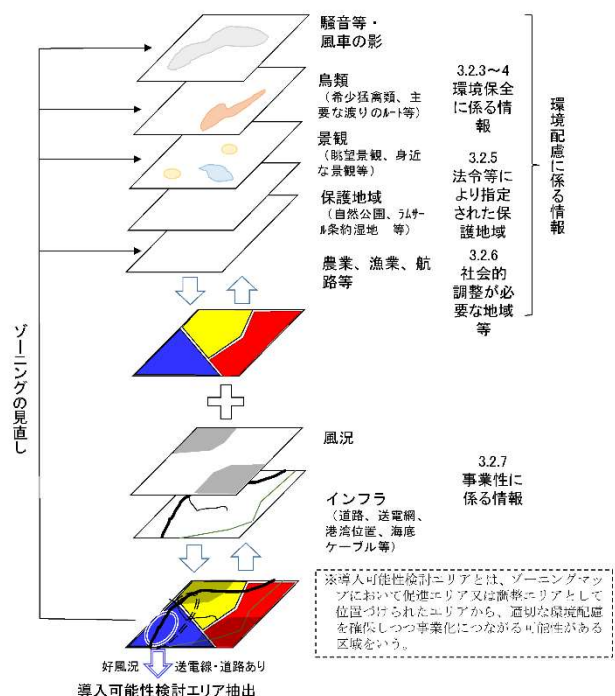 騒音等・
風車の影
鳥類
（希少猛禽類、主
要な渡りのルート等）
景観
（眺望景観、身近
な景観等）
保護地域
（自然公園、ラムサー
ル条約湿地　等）
農業、漁業、航
路等
3.2.3～4
環境保全
に係る情
報
3.2.5
法令等に
より指定
された保
護地域
3.2.6
社会的
調整が必
要な地域
等
環境配慮に係る情報
ゾーニングの見直し
風況
インフラ
（道路、送電網、
港湾位置、海底
ケーブル等）
3.2.7
事業性に
係る情報
※導入可能性検討エリアとは、ゾーニングマッ
プにおいて促進エリア又は調整エリアとして
位置づけられたエリアから、適切な環境配慮
を確保しつつ事業化につながる可能性がある
区域をいう。
好風況　送電線・道路あり
導入可能性検討エリア抽出